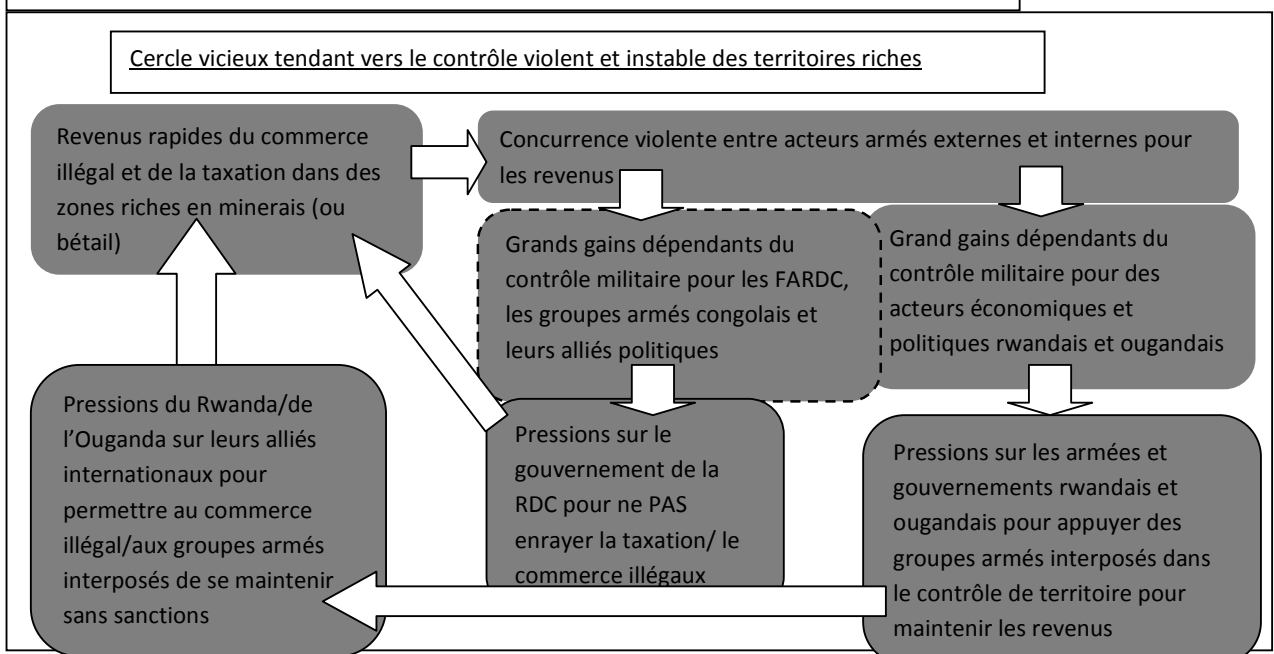 Cercle vicieux tendant vers le contrôle violent et instable des territoires riches
Revenus rapides du commerce
illégal et de la taxation dans des
zones riches en minerais (ou
bétail)
Concurrence violente entre acteurs armés externes et internes pour
les revenus
Grands gains dépendants du
contrôle militaire pour les FARDC,
les groupes armés congolais et
leurs alliés politiques
Grand gains dépendants du
contrôle militaire pour des
acteurs économiques et
politiques rwandais et ougandais
Pressions du Rwanda/de
l’Ouganda sur leurs alliés
internationaux pour
permettre au commerce
illégal/aux groupes armés
interposés de se maintenir
sans sanctions
Pressions sur le
gouvernement de la
RDC pour ne PAS
enrayer la taxation/ le
commerce illégaux
Pressions sur les armées et
gouvernements rwandais et
ougandais pour appuyer des
groupes armés interposés dans
le contrôle de territoire pour
maintenir les revenus